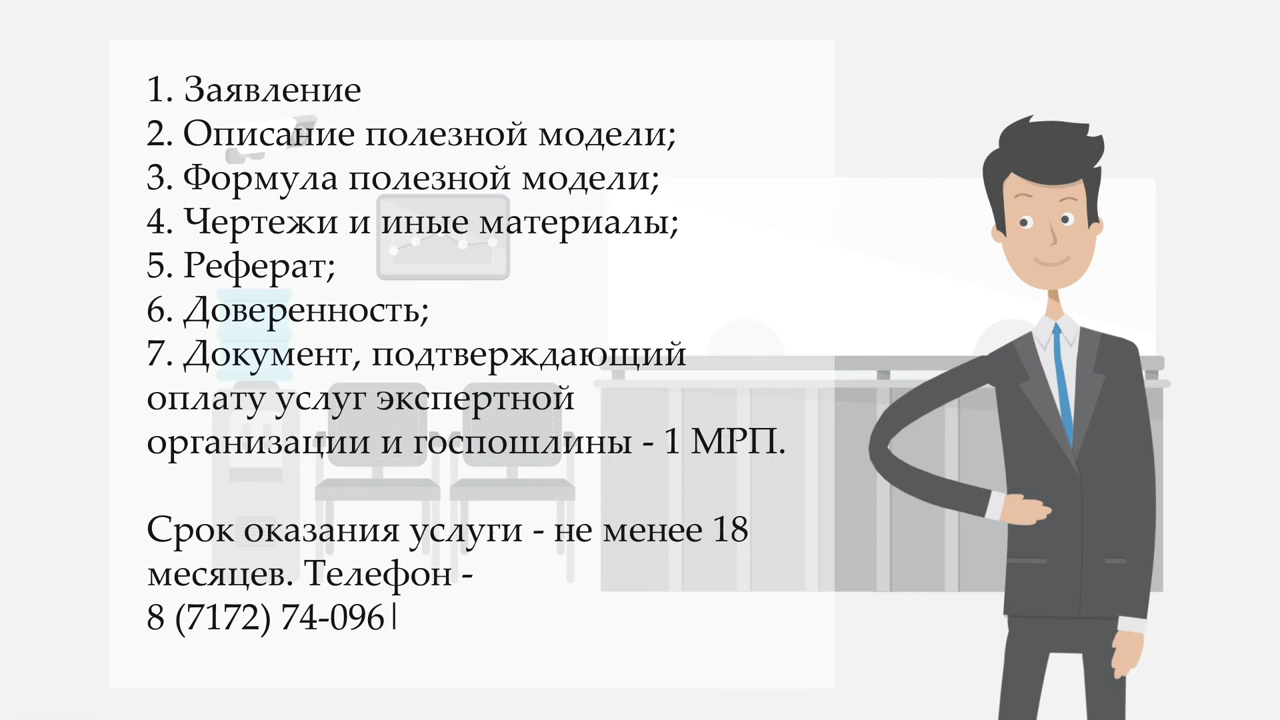 1. Заявление
2. Описание полезной модели;
3. Формула полезной модели;
4. Чертежи и иные материалы;
5. Реферат;
6. Доверенность;
7. Документ, подтверждающий
оплату услуг экспертной
организации и госпошлины - 1 МРП.
Срок оказания услуги - не менее 18
месяцев. Телефон -
8 (7172) 74-096|